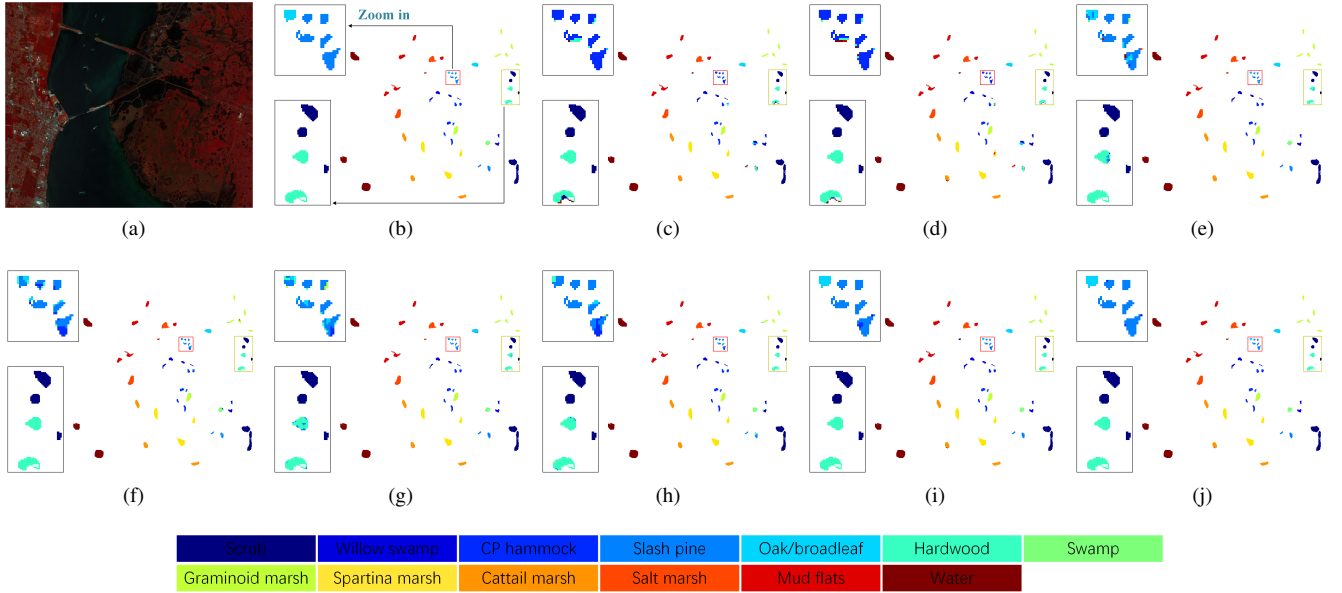 Zoom in
(a) (b) (c) (d) (e)
(f) (g) (h) (i) (j)
Scrub Willow swamp CP hammock Slash pine Oak/broadleaf Hardwood Swamp
Graminoid marsh Spartina marsh Cattail marsh Salt marsh Mud flats Water